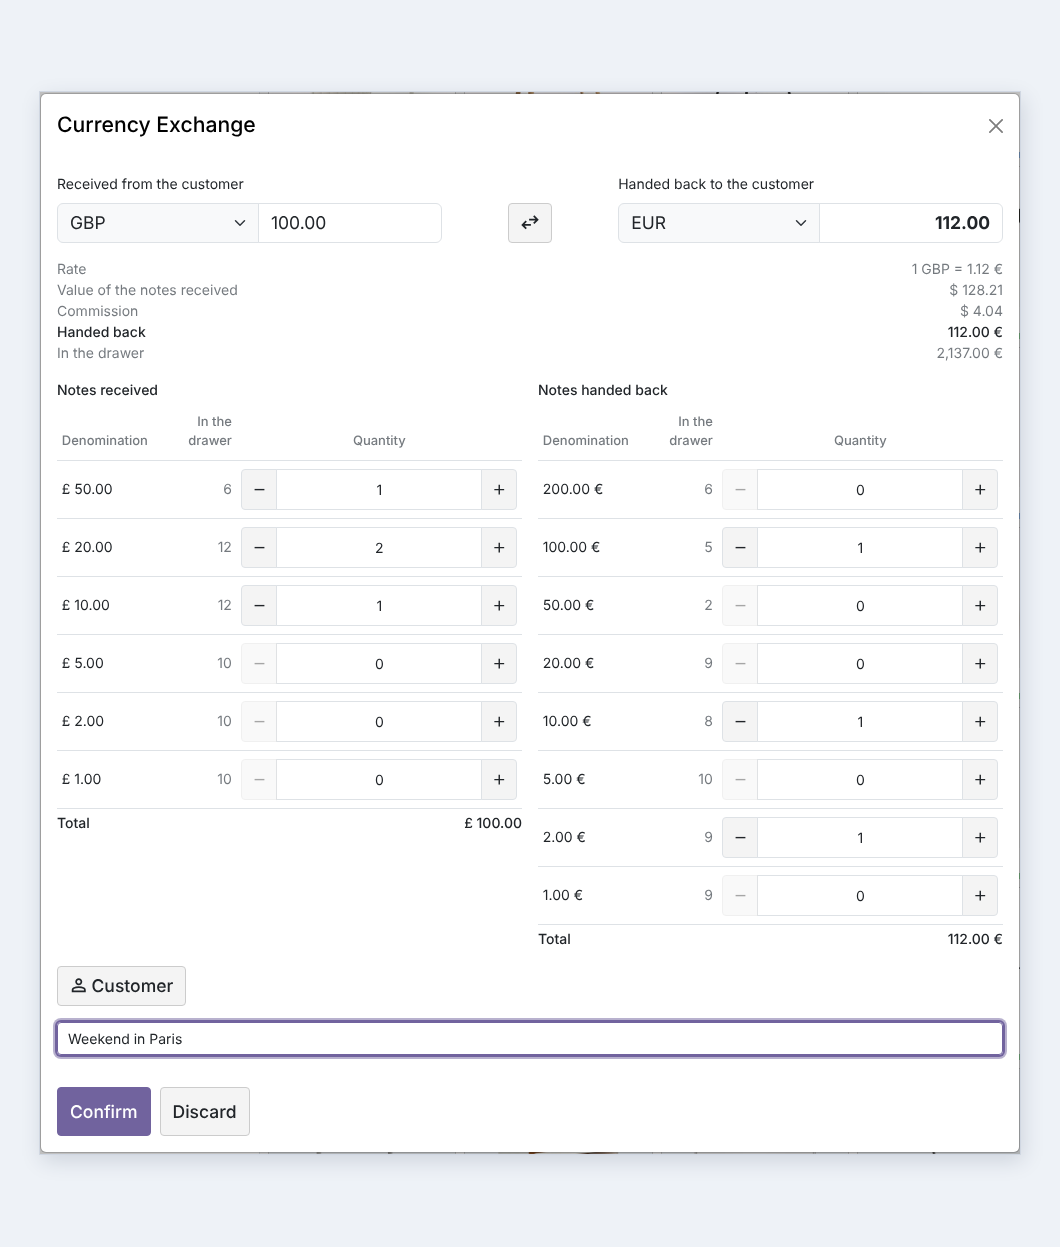 Currency Exchange
Received from the customer
GBP 100.00
Handed back to the customer
EUR 112.00
Rate 1 GBP = 1.12 €
Value of the notes received $ 128.21
Commission $ 4.04
Handed back 112.00 €
In the drawer 2,137.00 €
Notes received
Denomination In the drawer Quantity
£ 50.00 6 − 1 +
£ 20.00 12 − 2 +
£ 10.00 12 − 1 +
£ 5.00 10 − 0 +
£ 2.00 10 − 0 +
£ 1.00 10 − 0 +
Total £ 100.00
Notes handed back
Denomination In the drawer Quantity
200.00 € 6 − 0 +
100.00 € 5 − 1 +
50.00 € 2 − 0 +
20.00 € 9 − 0 +
10.00 € 8 − 1 +
5.00 € 10 − 0 +
2.00 € 9 − 1 +
1.00 € 9 − 0 +
Total 112.00 €
Customer
Weekend in Paris
Confirm Discard